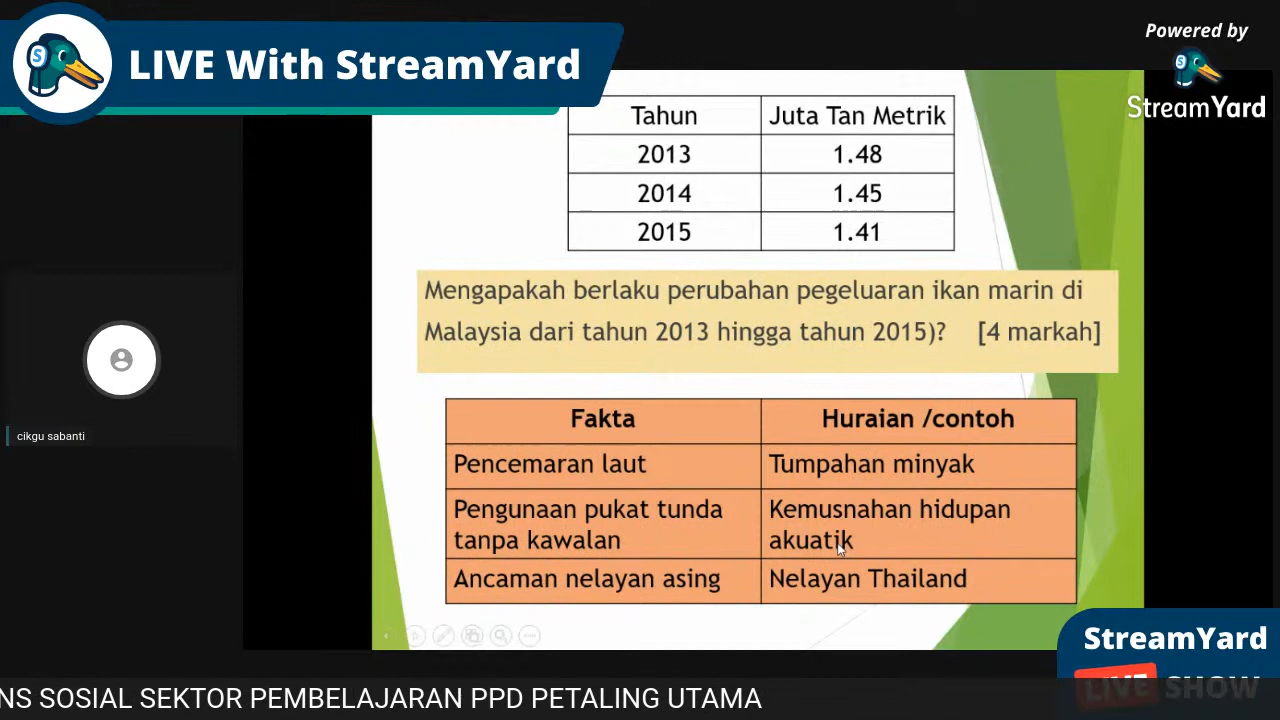 LIVE With StreamYard
Powered by
StreamYard
Tahun Juta Tan Metrik
2013 1.48
2014 1.45
2015 1.41
Mengapakah berlaku perubahan pegeluaran ikan marin di
Malaysia dari tahun 2013 hingga tahun 2015)? [4 markah]
Fakta Huraian /contoh
Pencemaran laut Tumpahan minyak
Pengunaan pukat tunda Kemusnahan hidupan
tanpa kawalan akuatik
Ancaman nelayan asing Nelayan Thailand
cikgu sabanti
StreamYard
LIVE SHOW
NS SOSIAL SEKTOR PEMBELAJARAN PPD PETALING UTAMA